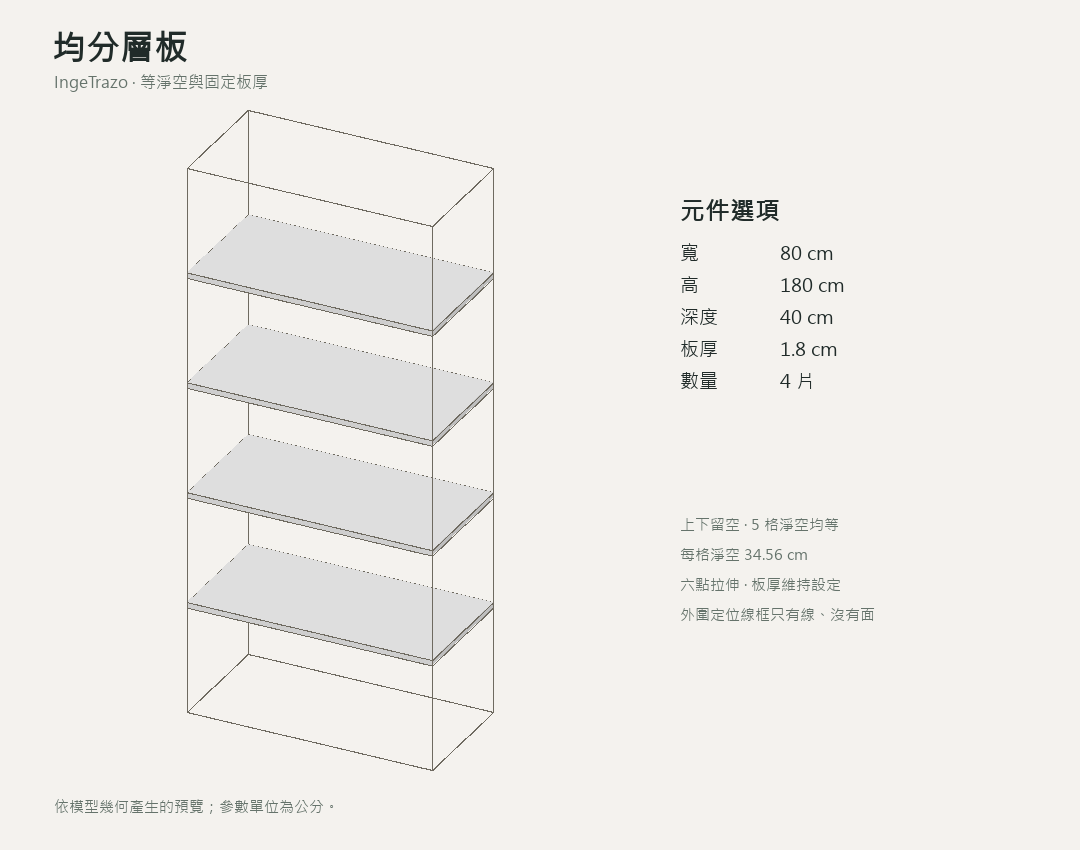 均分層板
IngeTrazo · 等淨空與固定板厚
元件選項
寬 80 cm
高 180 cm
深度 40 cm
板厚 1.8 cm
數量 4 片
上下留空 · 5 格淨空均等
每格淨空 34.56 cm
六點拉伸 · 板厚維持設定
外圍定位線框只有線、沒有面
依模型幾何產生的預覽；參數單位為公分。